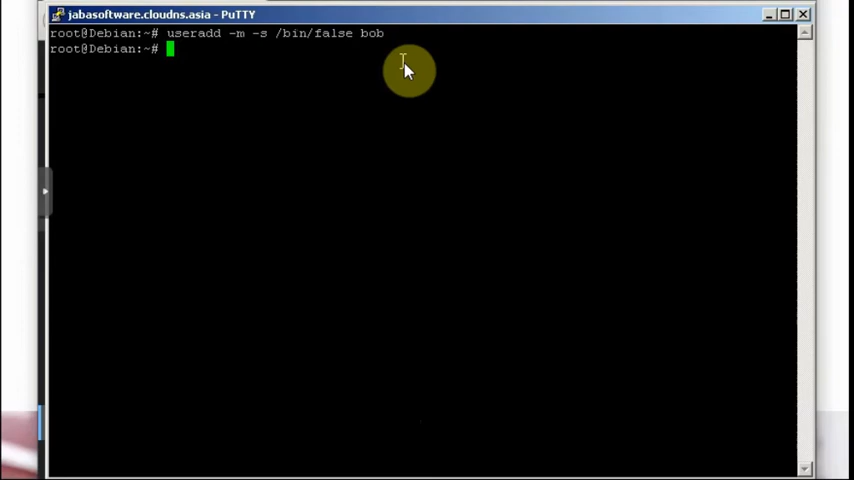 jabasoftware.cloudns.asia - PuTTY
root@Debian:~# useradd -m -s /bin/false bob
root@Debian:~#